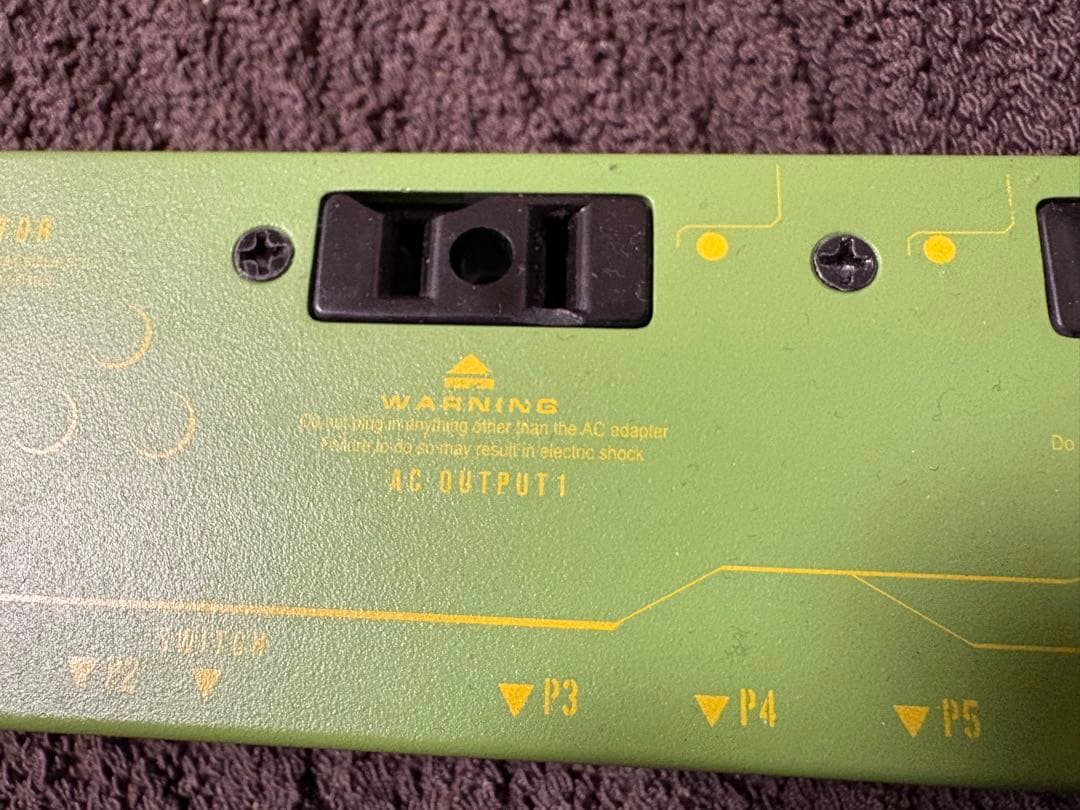 WARNING
Do not plug in anything other than the AC adapter
Failure to do so may result in electric shock
AC OUTPUT1
Do
SWITCH
P2
P3
P4
P5